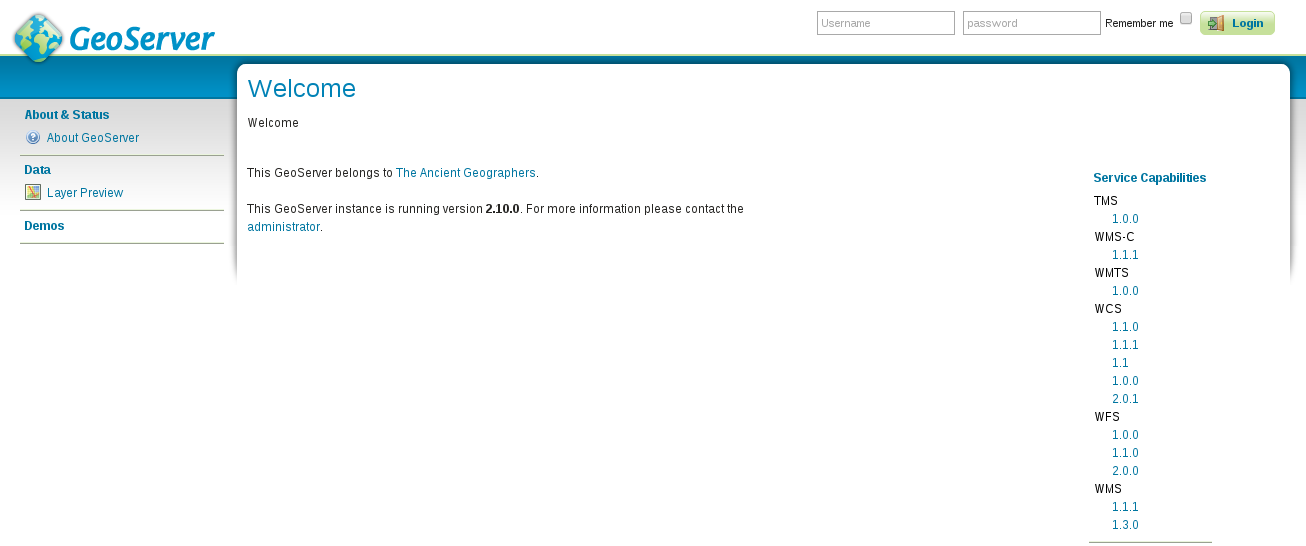 GeoServer
Username password Remember me Login
About & Status
About GeoServer
Data
Layer Preview
Demos
Welcome
Welcome
This GeoServer belongs to The Ancient Geographers.
This GeoServer instance is running version 2.10.0. For more information please contact the
administrator.
Service Capabilities
TMS
1.0.0
WMS-C
1.1.1
WMTS
1.0.0
WCS
1.1.0
1.1.1
1.1
1.0.0
2.0.1
WFS
1.0.0
1.1.0
2.0.0
WMS
1.1.1
1.3.0